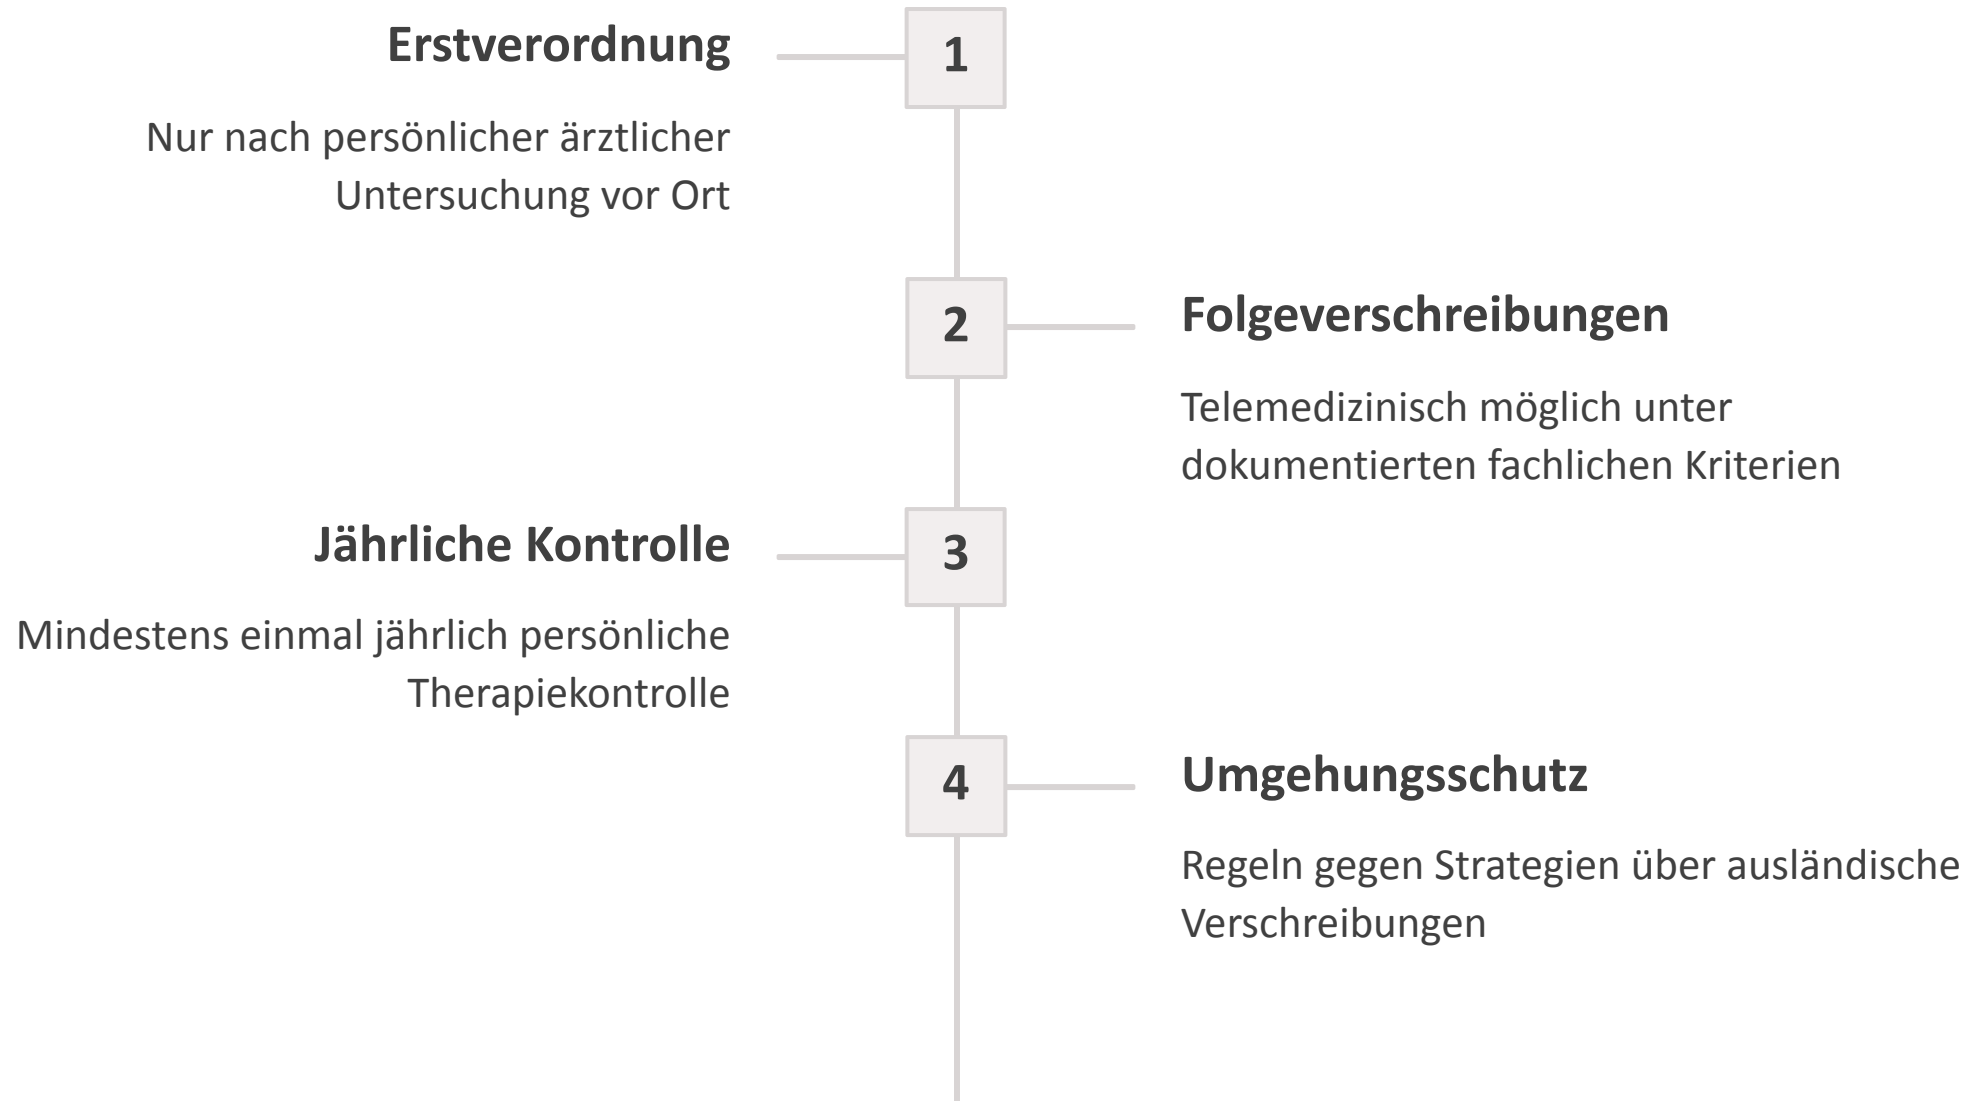 Erstverordnung
1
Nur nach persönlicher ärztlicher
Untersuchung vor Ort
2
Folgeverschreibungen
Telemedizinisch möglich unter
dokumentierten fachlichen Kriterien
Jährliche Kontrolle
3
Mindestens einmal jährlich persönliche
Therapiekontrolle
4
Umgehungsschutz
Regeln gegen Strategien über ausländische
Verschreibungen